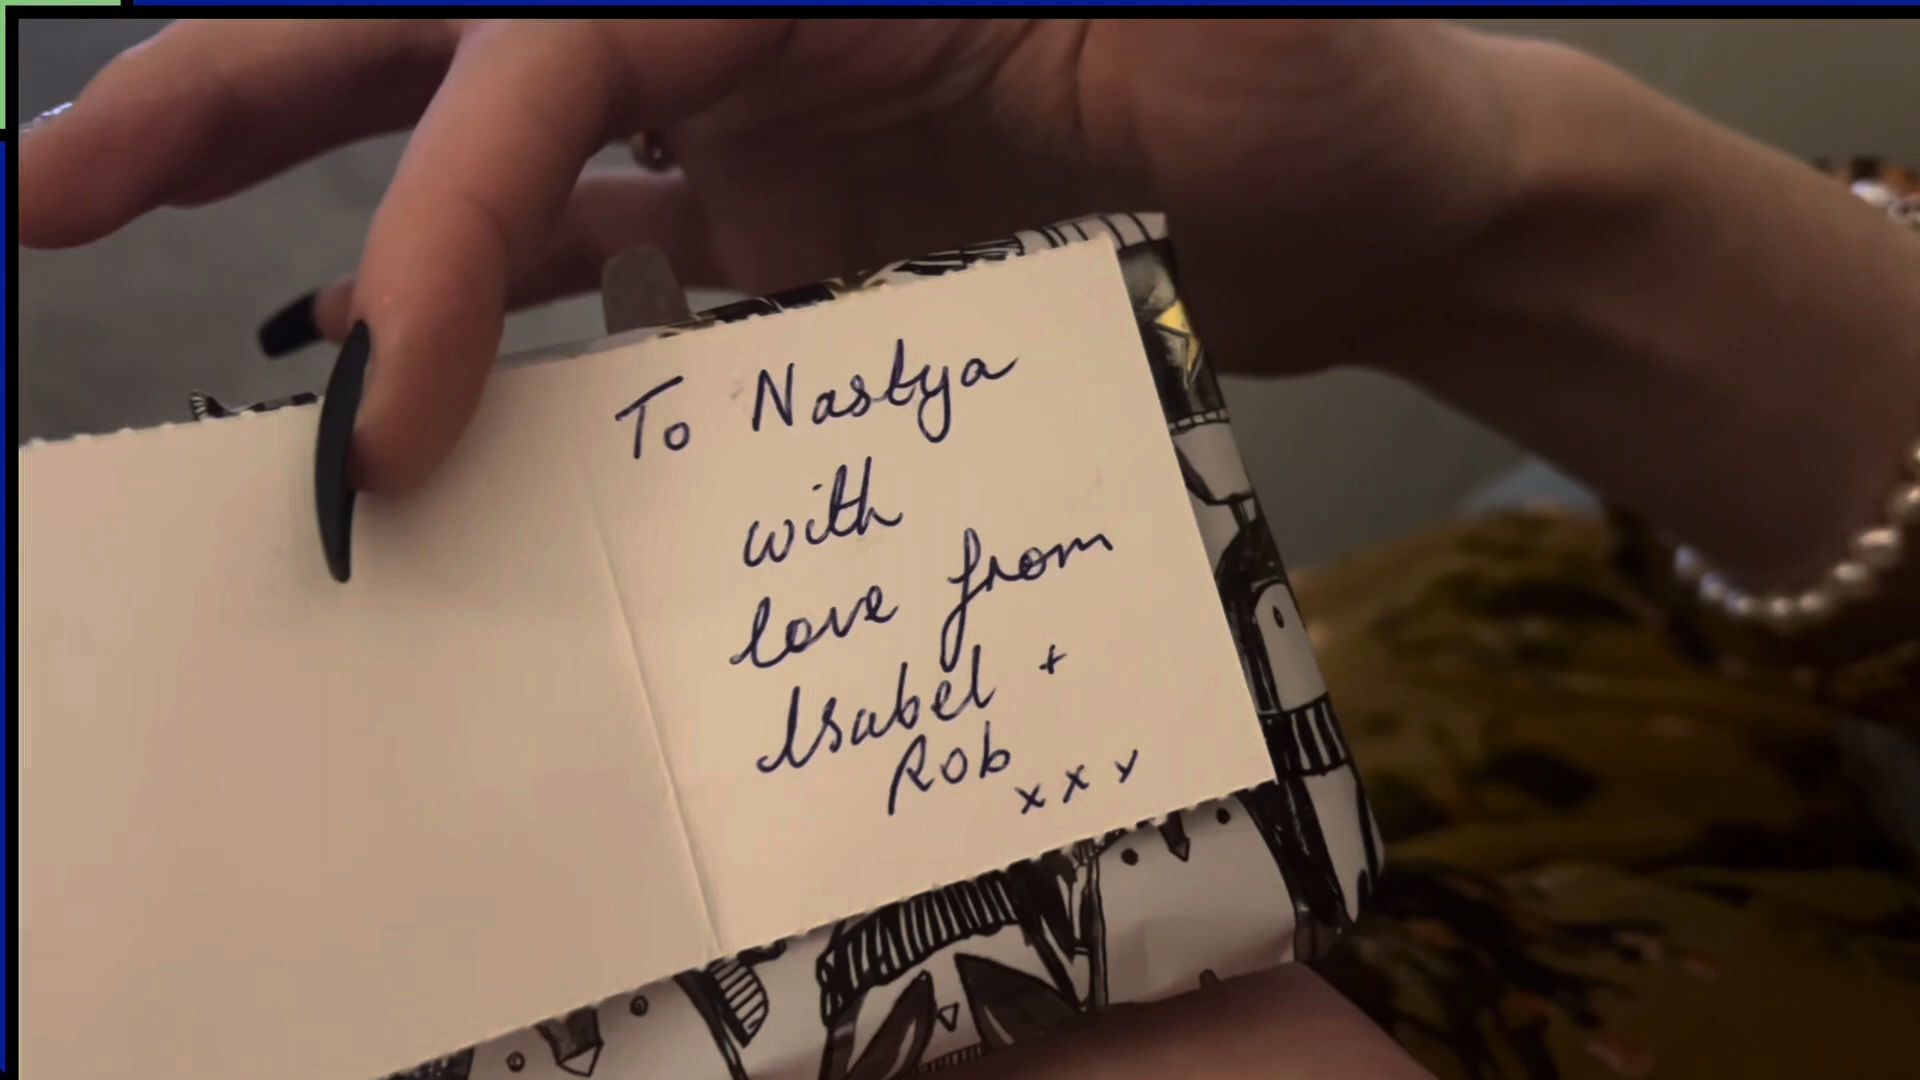 To Nastya
with
love from
Isabel +
Rob
x x x